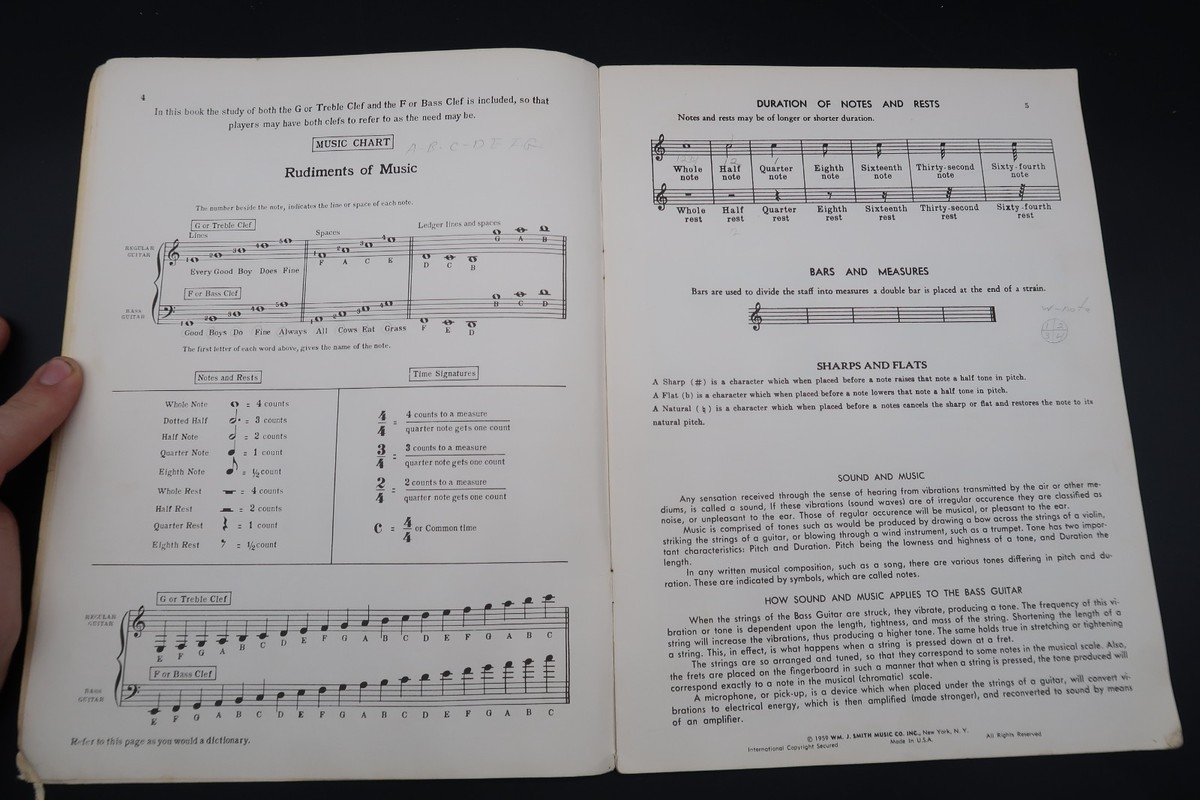 4
In this book the study of both the G or Treble Clef and the F or Bass Clef is included, so that
players may have both clefs to refer to as the need may be.
MUSIC CHART
A-B-C-D E F G
Rudiments of Music
The number beside the note, indicates the line or space of each note.
G or Treble Clef
Lines
Spaces
Ledger lines and spaces
REGULAR
GUITAR
1 2 3 4 5 1 2 3 4
G A B
F A C E D C B
Every Good Boy Does Fine
F or Bass Clef
BASS
GUITAR
1 2 3 4 5 1 2 3 4
B C D
Good Boys Do Fine Always All Cows Eat Grass F E D
The first letter of each word above, gives the name of the note.
Notes and Rests
Whole Note = 4 counts
Dotted Half = 3 counts
Half Note = 2 counts
Quarter Note = 1 count
Eighth Note = ½ count
Whole Rest = 4 counts
Half Rest = 2 counts
Quarter Rest = 1 count
Eighth Rest = ½ count
Time Signatures
4/4 = 4 counts to a measure
quarter note gets one count
3/4 = 3 counts to a measure
quarter note gets one count
2/4 = 2 counts to a measure
quarter note gets one count
C = 4/4 or Common time
G or Treble Clef
REGULAR
GUITAR
E F G A B C D E F G A B C D E F G A B C
F or Bass Clef
BASS
GUITAR
E F G A B C D E F G A B C D E F G A B C
Refer to this page as you would a dictionary.
DURATION OF NOTES AND RESTS
5
Notes and rests may be of longer or shorter duration.
Whole note Half note Quarter note Eighth note Sixteenth note Thirty-second note Sixty-fourth note
Whole rest Half rest Quarter rest Eighth rest Sixteenth rest Thirty-second rest Sixty-fourth rest
BARS AND MEASURES
Bars are used to divide the staff into measures a double bar is placed at the end of a strain.
SHARPS AND FLATS
A Sharp (#) is a character which when placed before a note raises that note a half tone in pitch.
A Flat (b) is a character which when placed before a note lowers that note a half tone in pitch.
A Natural (♮) is a character which when placed before a notes cancels the sharp or flat and restores the note to its
natural pitch.
SOUND AND MUSIC
Any sensation received through the sense of hearing from vibrations transmitted by the air or other me-
diums, is called a sound, If these vibrations (sound waves) are of irregular occurence they are classified as
noise, or unpleasant to the ear. Those of regular occurence will be musical, or pleasant to the ear.
Music is comprised of tones such as would be produced by drawing a bow across the strings of a violin,
striking the strings of a guitar, or blowing through a wind instrument, such as a trumpet. Tone has two impor-
tant characteristics: Pitch and Duration. Pitch being the lowness and highness of a tone, and Duration the
length.
In any written musical composition, such as a song, there are various tones differing in pitch and du-
ration. These are indicated by symbols, which are called notes.
HOW SOUND AND MUSIC APPLIES TO THE BASS GUITAR
When the strings of the Bass Guitar are struck, they vibrate, producing a tone. The frequency of this vi-
bration or tone is dependent upon the length, tightness, and mass of the string. Shortening the length of a
string will increase the vibrations, thus producing a higher tone. The same holds true in stretching or tightening
a string. This, in effect, is what happens when a string is pressed down at a fret.
The strings are so arranged and tuned, so that they correspond to some notes in the musical scale. Also,
the frets are placed on the fingerboard in such a manner that when a string is pressed, the tone produced will
correspond exactly to a note in the musical (chromatic) scale.
A microphone, or pick-up, is a device which when placed under the strings of a guitar, will convert vi-
brations to electrical energy, which is then amplified (made stronger), and reconverted to sound by means
of an amplifier.
© 1959 WM. J. SMITH MUSIC CO. INC., New York, N. Y.
International Copyright Secured Made in U.S.A. All Rights Reserved